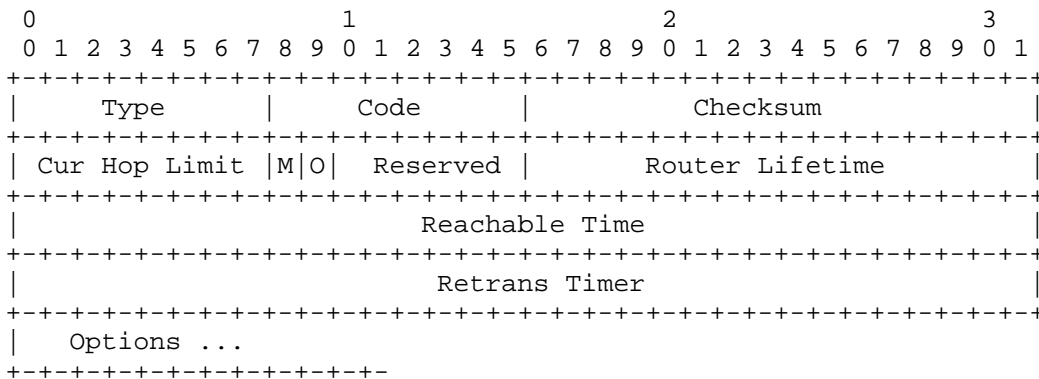 0                   1                   2                   3
 0 1 2 3 4 5 6 7 8 9 0 1 2 3 4 5 6 7 8 9 0 1 2 3 4 5 6 7 8 9 0 1
+-+-+-+-+-+-+-+-+-+-+-+-+-+-+-+-+-+-+-+-+-+-+-+-+-+-+-+-+-+-+-+-+
|     Type      |     Code      |          Checksum             |
+-+-+-+-+-+-+-+-+-+-+-+-+-+-+-+-+-+-+-+-+-+-+-+-+-+-+-+-+-+-+-+-+
| Cur Hop Limit |M|O|  Reserved |       Router Lifetime         |
+-+-+-+-+-+-+-+-+-+-+-+-+-+-+-+-+-+-+-+-+-+-+-+-+-+-+-+-+-+-+-+-+
|                         Reachable Time                        |
+-+-+-+-+-+-+-+-+-+-+-+-+-+-+-+-+-+-+-+-+-+-+-+-+-+-+-+-+-+-+-+-+
|                          Retrans Timer                        |
+-+-+-+-+-+-+-+-+-+-+-+-+-+-+-+-+-+-+-+-+-+-+-+-+-+-+-+-+-+-+-+-+
|   Options ...
+-+-+-+-+-+-+-+-+-+-+-+-